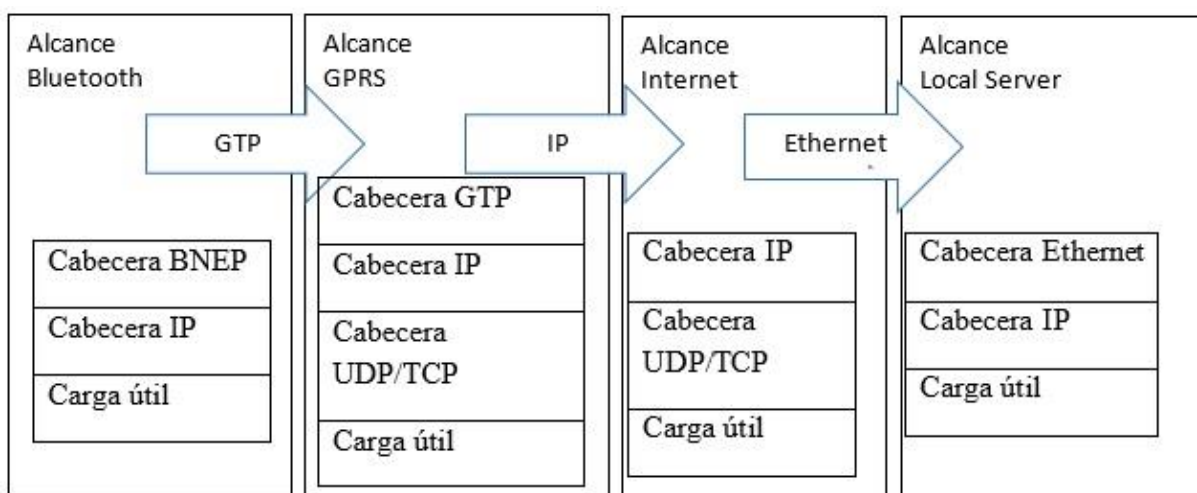 Alcance
Bluetooth
GTP
Cabecera BNEP
Cabecera IP
Carga útil
Alcance
GPRS
IP
Cabecera GTP
Cabecera IP
Cabecera
UDP/TCP
Carga útil
Alcance
Internet
Ethernet
Cabecera IP
Cabecera
UDP/TCP
Carga útil
Alcance
Local Server
Cabecera Ethernet
Cabecera IP
Carga útil